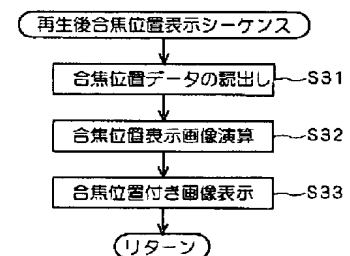 再生後合焦位置表示シーケンス
合焦位置データの読出し
S31
合焦位置表示画像演算
S32
合焦位置付き画像表示
S33
リターン